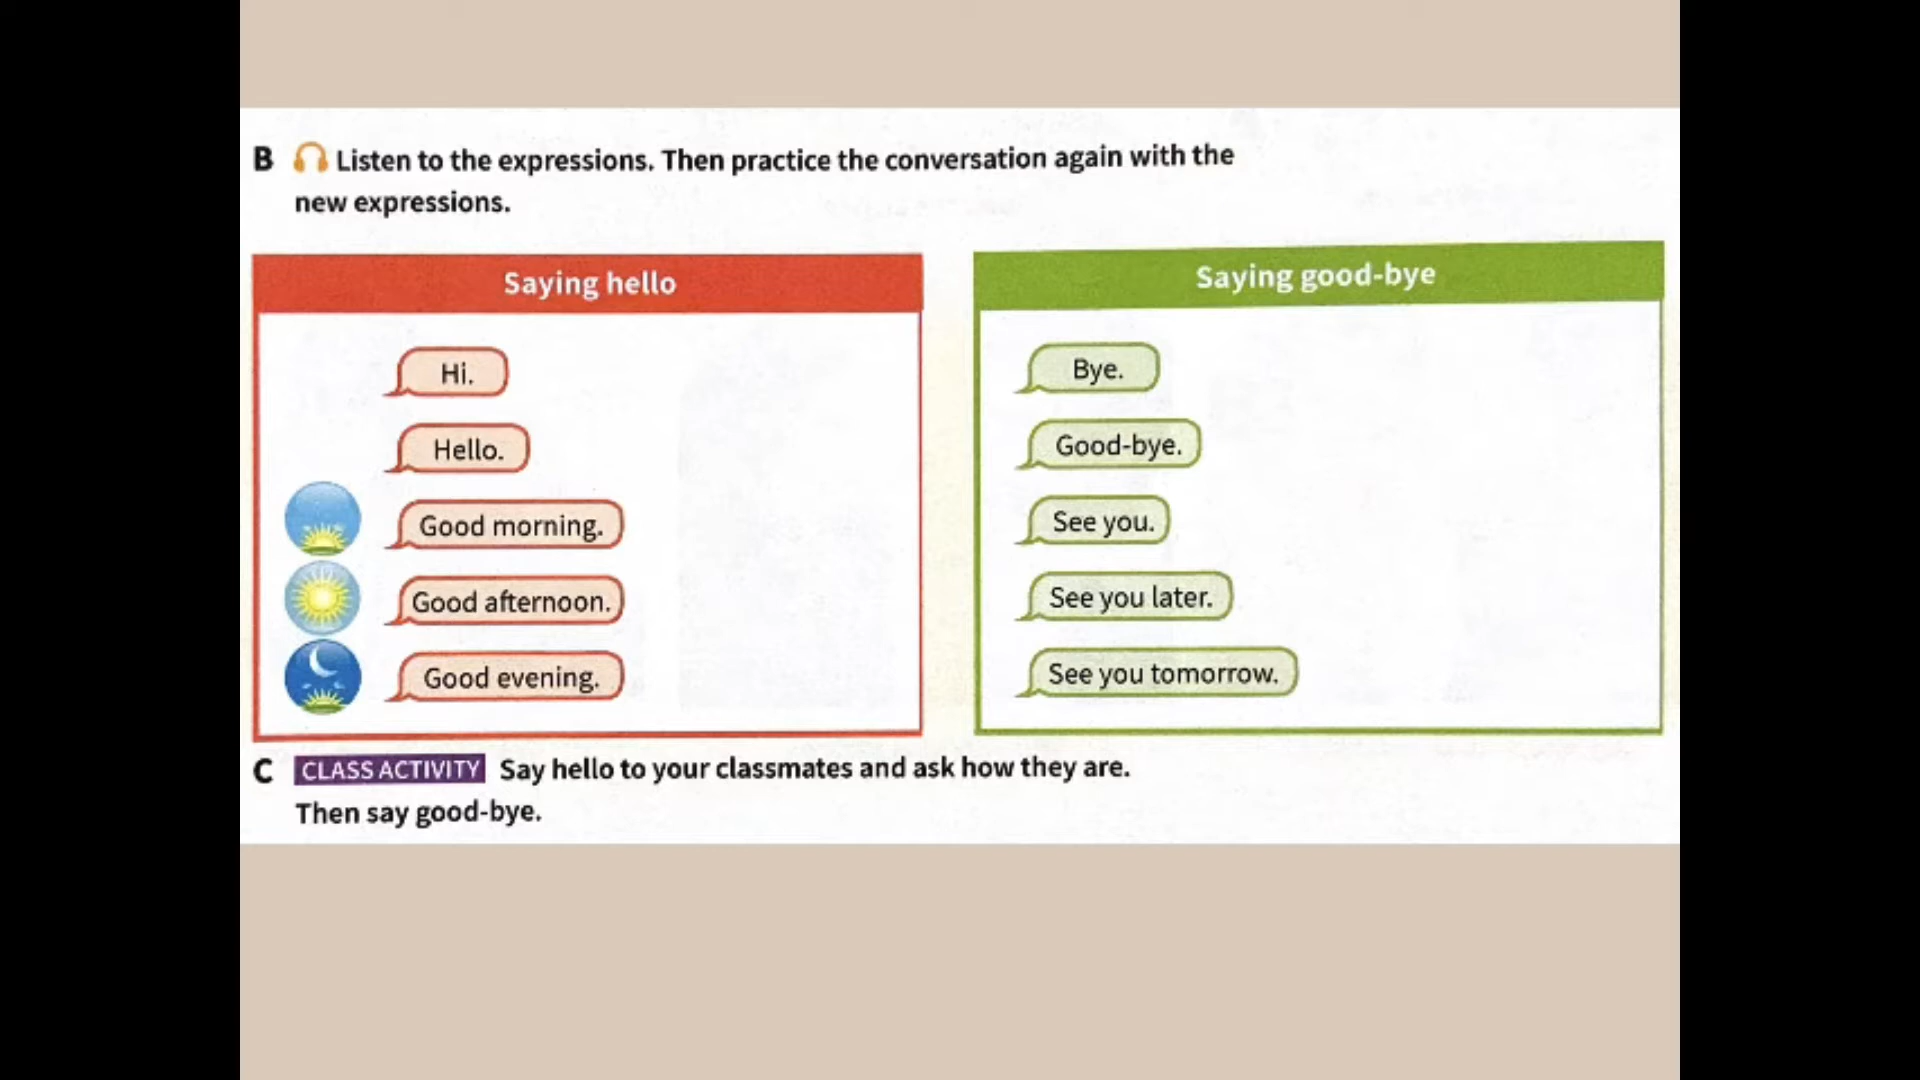 B Listen to the expressions. Then practice the conversation again with the
new expressions.
Saying hello
Hi.
Hello.
Good morning.
Good afternoon.
Good evening.
Saying good-bye
Bye.
Good-bye.
See you.
See you later.
See you tomorrow.
C CLASS ACTIVITY Say hello to your classmates and ask how they are.
Then say good-bye.